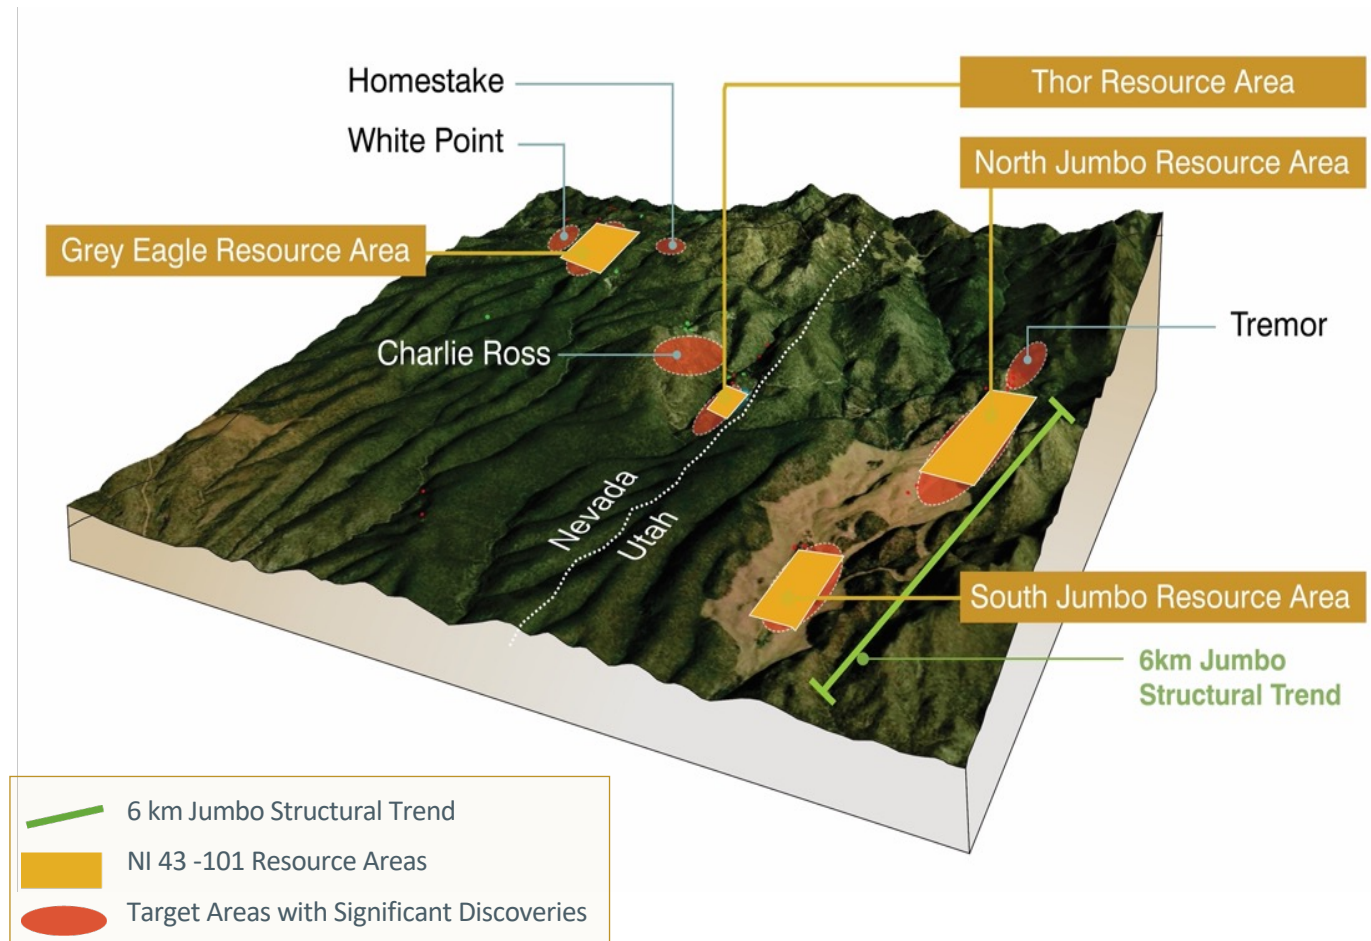 Homestake
Thor Resource Area
White Point
North Jumbo Resource Area
Grey Eagle Resource Area
Tremor
Charlie Ross
Nevada
Utah
South Jumbo Resource Area
6km Jumbo
Structural Trend
6 km Jumbo Structural Trend
NI 43 -101 Resource Areas
Target Areas with Significant Discoveries